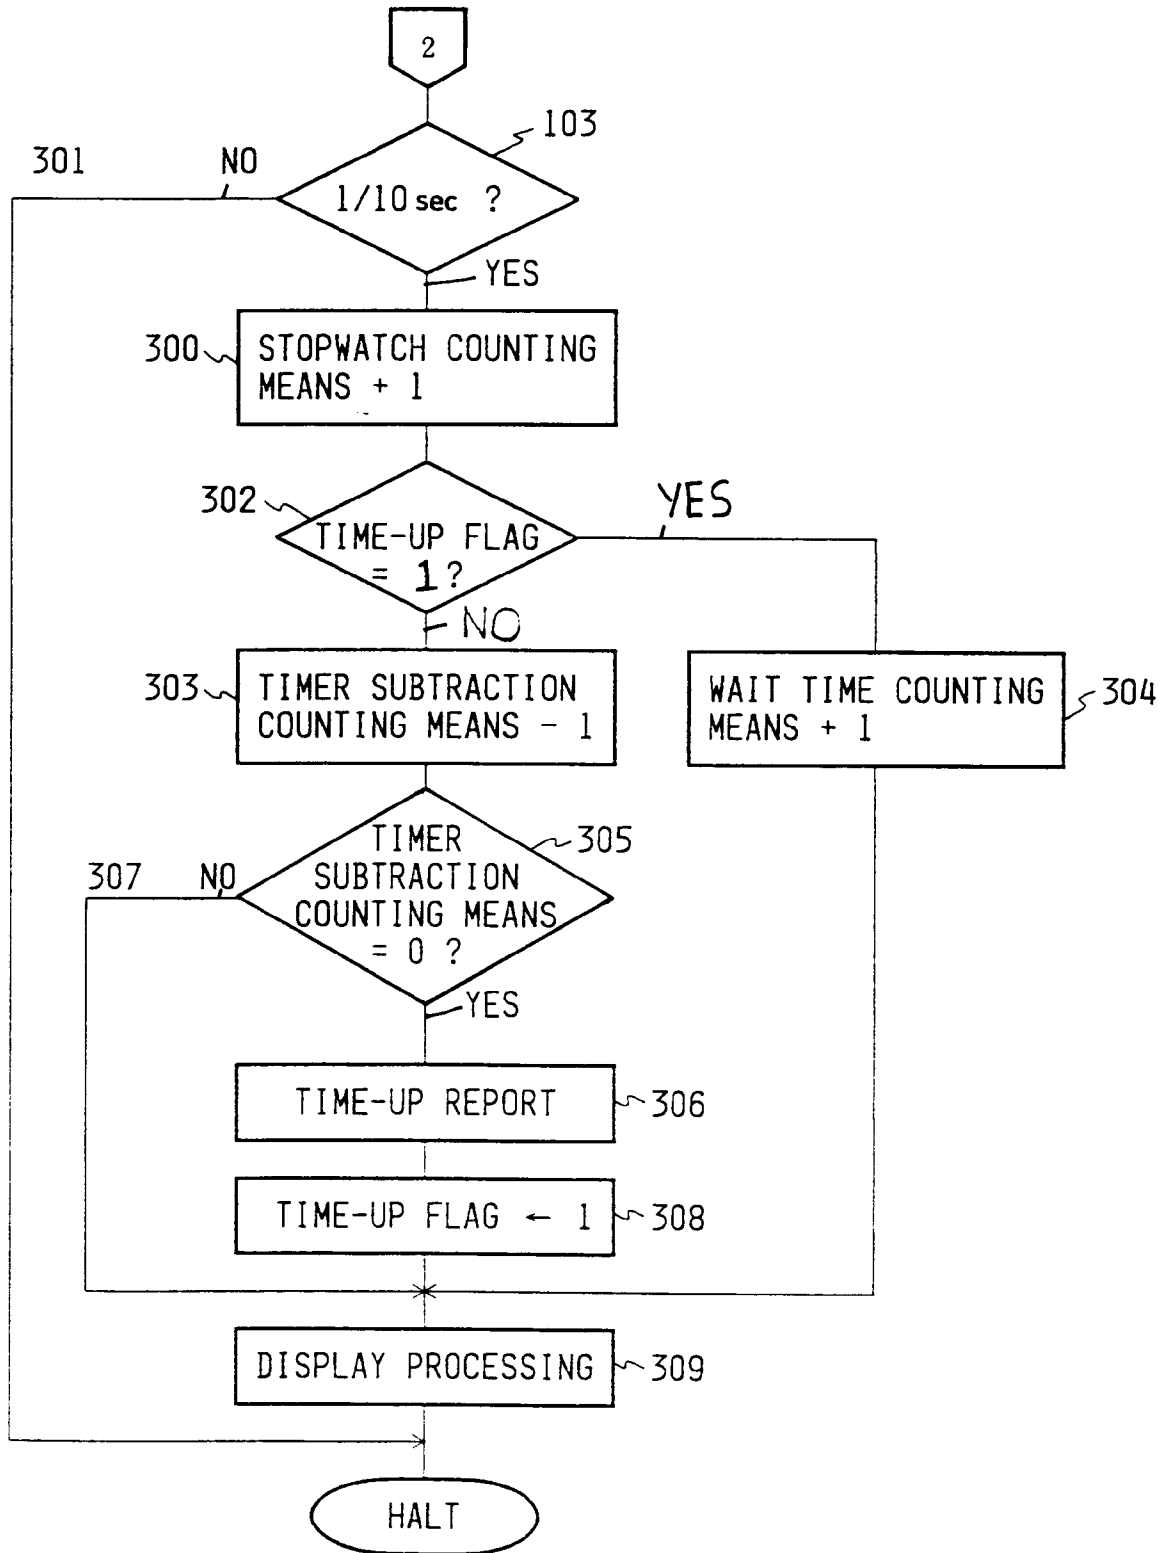 2
103
301
NO
1/10 sec ?
YES
300
STOPWATCH COUNTING
MEANS + 1
302
YES
TIME-UP FLAG
= 1 ?
NO
303
TIMER SUBTRACTION
COUNTING MEANS - 1
WAIT TIME COUNTING
MEANS + 1
304
TIMER
SUBTRACTION
COUNTING MEANS
= 0 ?
305
307
NO
YES
TIME-UP REPORT
306
TIME-UP FLAG ← 1
308
DISPLAY PROCESSING
309
HALT